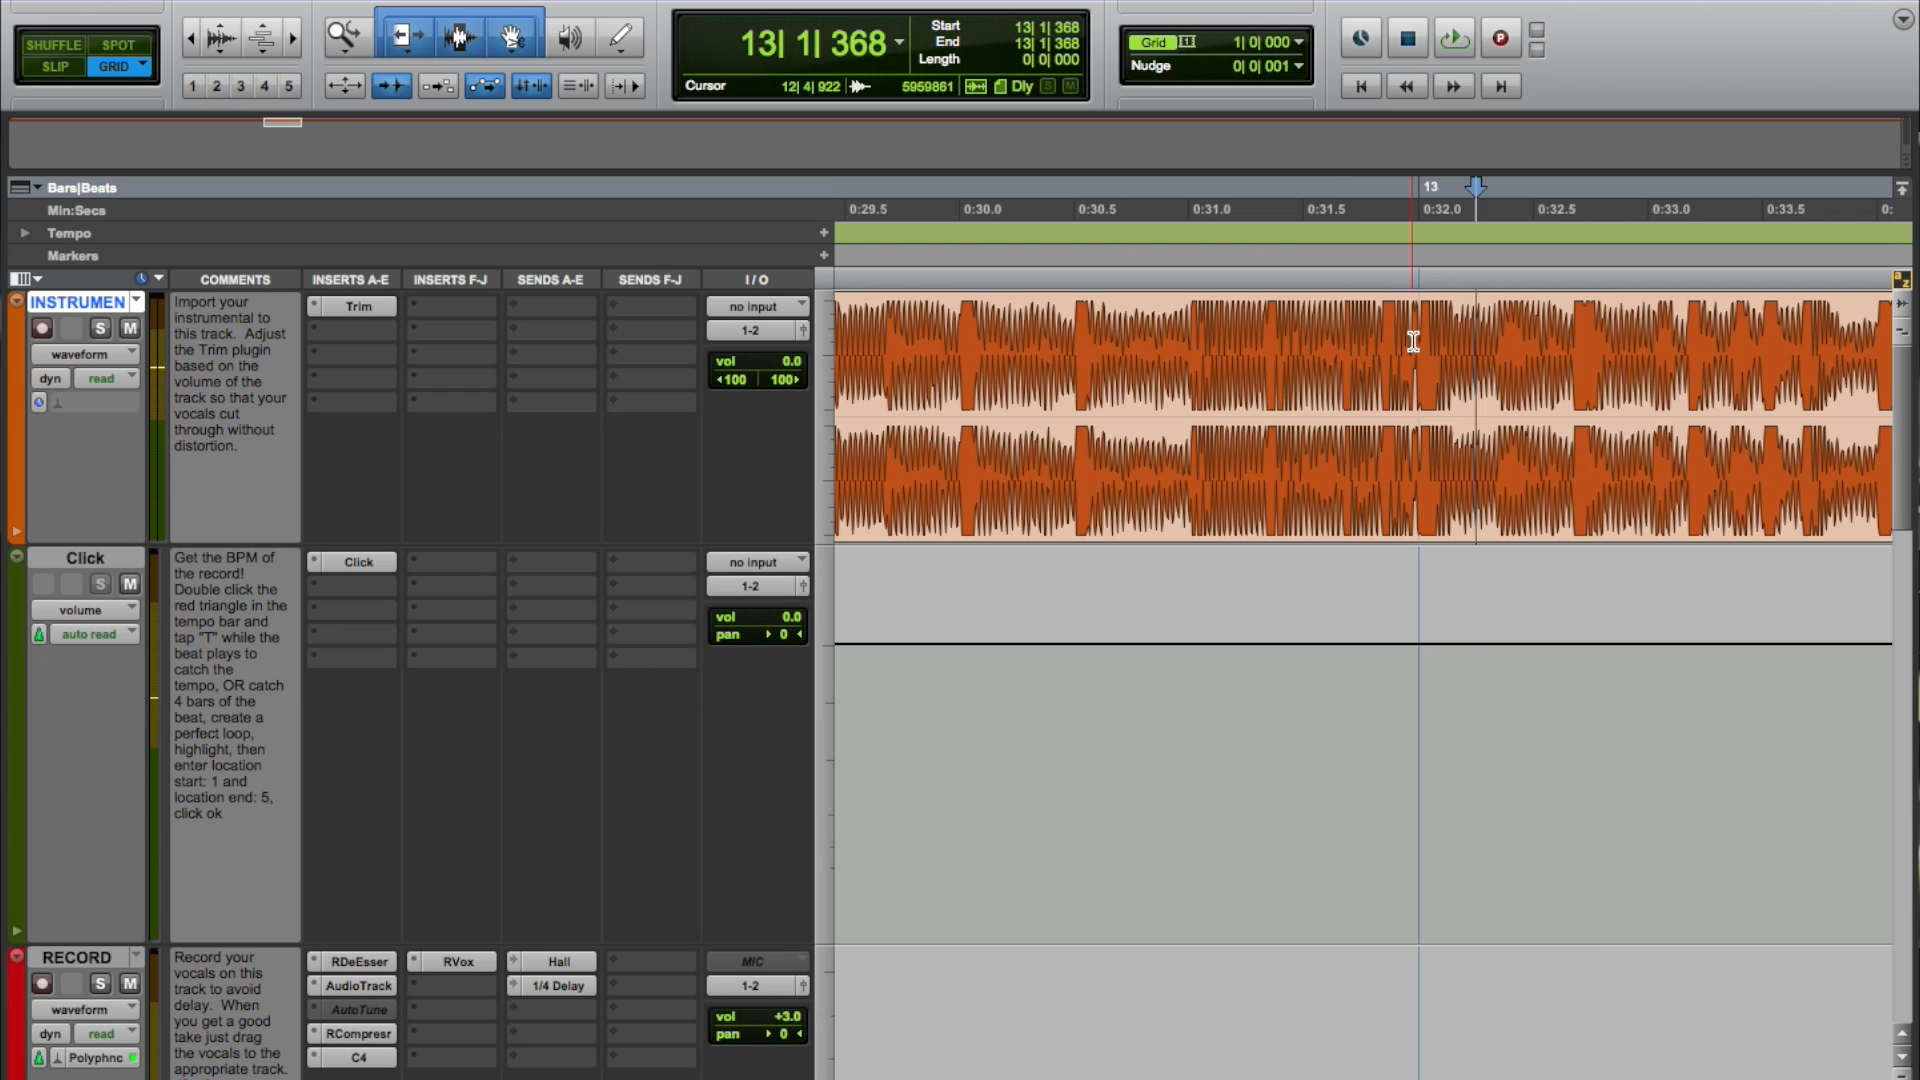 SHUFFLE SPOT
SLIP GRID
1 2 3 4 5
13| 1| 368
Start 13| 1| 368
End 13| 1| 368
Length 0| 0| 000
Cursor 12| 4| 922 5959861 Dly S M
Grid 1| 0| 000
Nudge 0| 0| 001
P
Bars|Beats 13
Min:Secs 0:29.5 0:30.0 0:30.5 0:31.0 0:31.5 0:32.0 0:32.5 0:33.0 0:33.5 0:
Tempo +
Markers +
COMMENTS INSERTS A-E INSERTS F-J SENDS A-E SENDS F-J I / O
a z
INSTRUMEN
S M
waveform
dyn read
Import your
instrumental to
this track. Adjust
the Trim plugin
based on the
volume of the
track so that your
vocals cut
through without
distortion.
Trim
no input
1-2
vol 0.0
100 100
Click
S M
volume
auto read
Get the BPM of
the record!
Double click the
red triangle in the
tempo bar and
tap "T" while the
beat plays to
catch the
tempo, OR catch
4 bars of the
beat, create a
perfect loop,
highlight, then
enter location
start: 1 and
location end: 5,
click ok
Click
no input
1-2
vol 0.0
pan 0
RECORD
S M
waveform
dyn read
Polyphnc
Record your
vocals on this
track to avoid
delay. When
you get a good
take just drag
the vocals to the
appropriate track.
RDeEsser RVox Hall
AudioTrack 1/4 Delay
AutoTune
RCompresr
C4
MIC
1-2
vol +3.0
pan 0